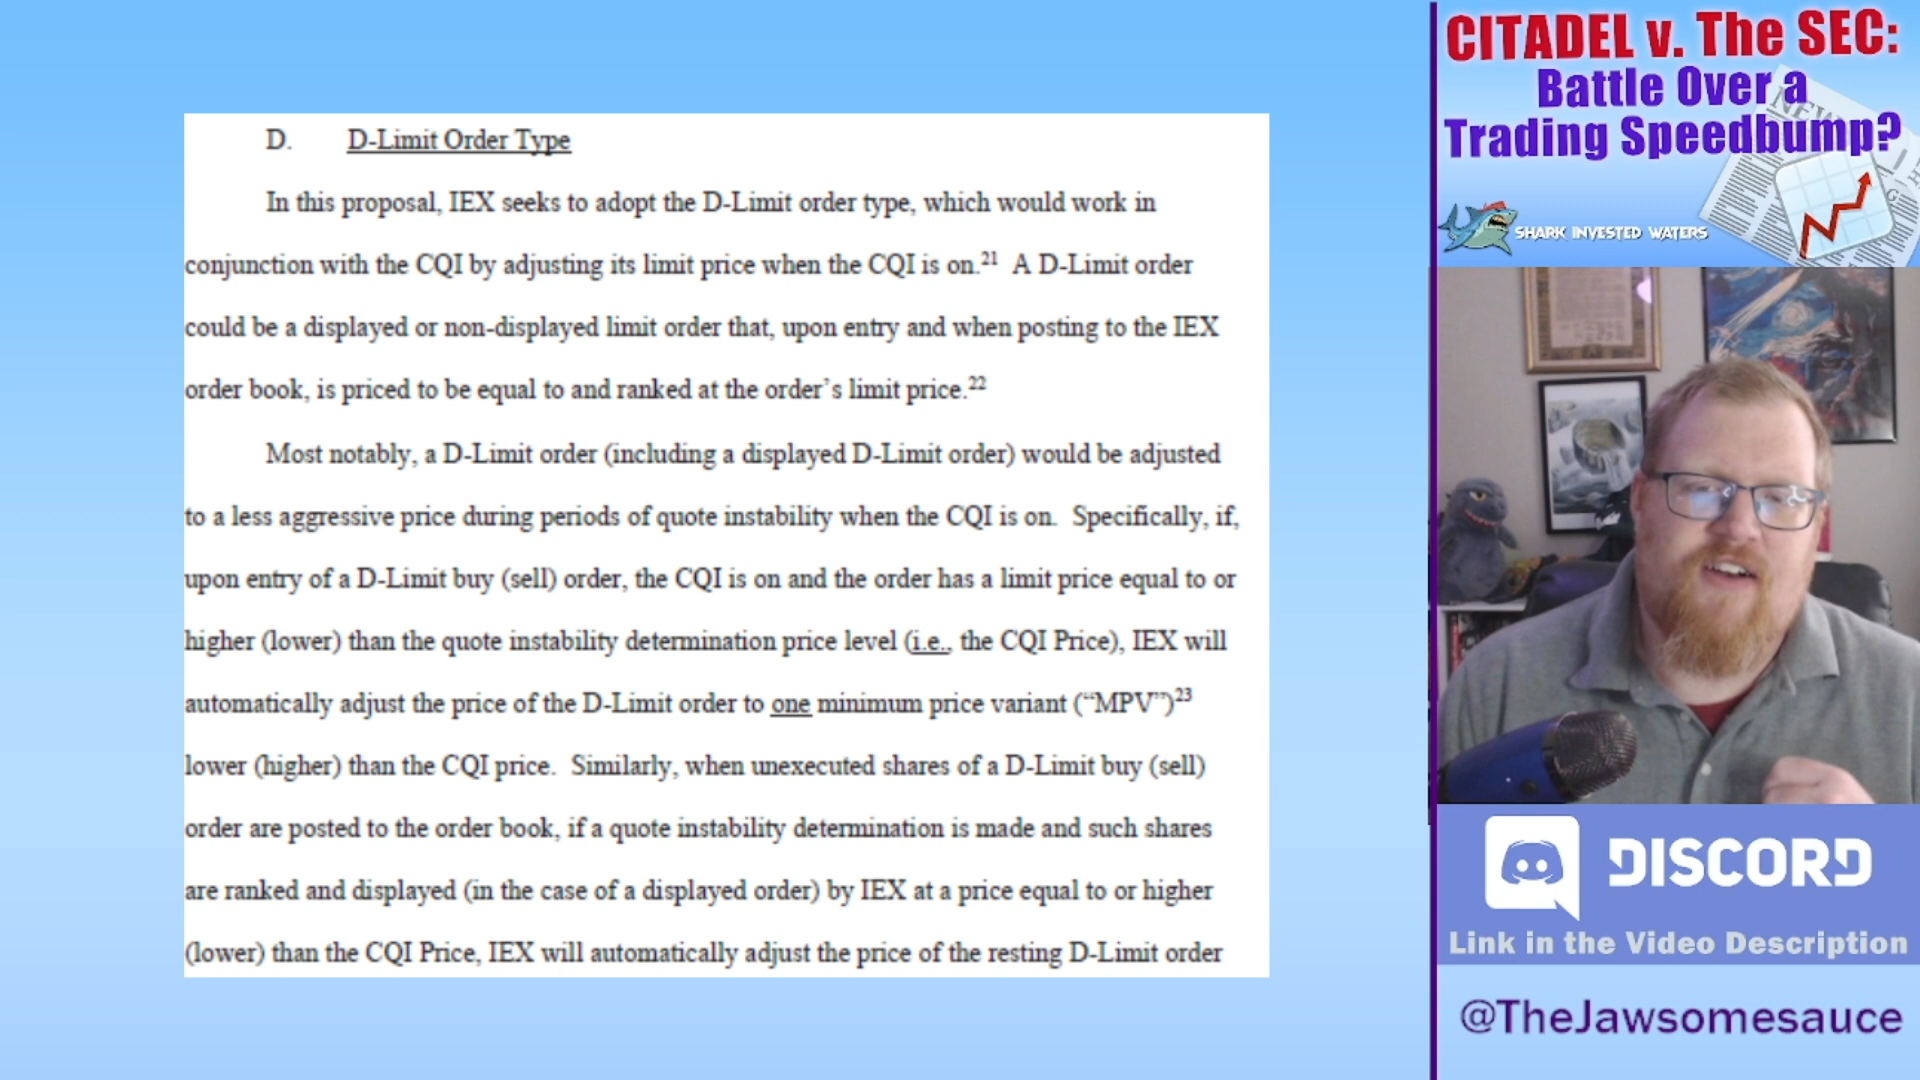 D. D-Limit Order Type
In this proposal, IEX seeks to adopt the D-Limit order type, which would work in
conjunction with the CQI by adjusting its limit price when the CQI is on.21 A D-Limit order
could be a displayed or non-displayed limit order that, upon entry and when posting to the IEX
order book, is priced to be equal to and ranked at the order’s limit price.22
Most notably, a D-Limit order (including a displayed D-Limit order) would be adjusted
to a less aggressive price during periods of quote instability when the CQI is on. Specifically, if,
upon entry of a D-Limit buy (sell) order, the CQI is on and the order has a limit price equal to or
higher (lower) than the quote instability determination price level (i.e., the CQI Price), IEX will
automatically adjust the price of the D-Limit order to one minimum price variant (“MPV”)23
lower (higher) than the CQI price. Similarly, when unexecuted shares of a D-Limit buy (sell)
order are posted to the order book, if a quote instability determination is made and such shares
are ranked and displayed (in the case of a displayed order) by IEX at a price equal to or higher
(lower) than the CQI Price, IEX will automatically adjust the price of the resting D-Limit order
CITADEL v. The SEC:
Battle Over a
Trading Speedbump?
SHARK INVESTED WATERS
DISCORD
Link in the Video Description
@TheJawsomesauce